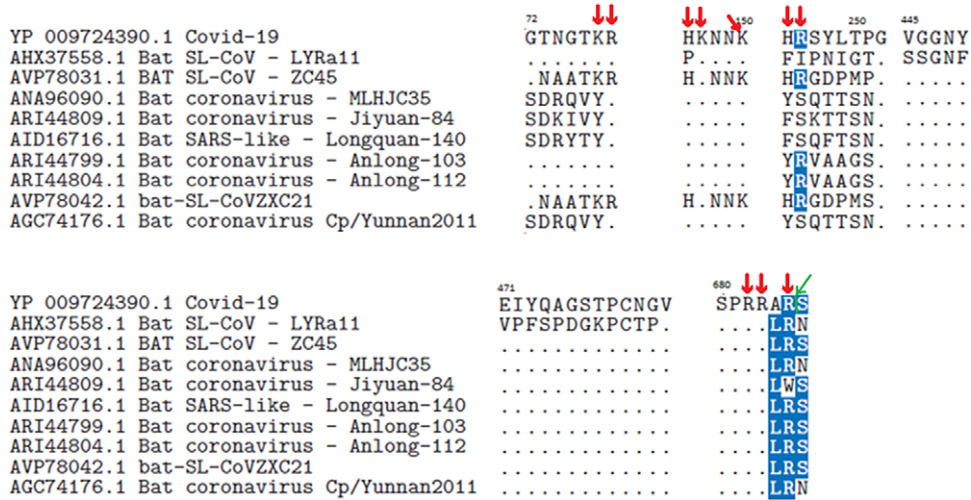 72 150 250 445
YP 009724390.1 Covid-19 GTNGTKR HKNNK HRSYLTPG VGGNY
AHX37558.1 Bat SL-CoV - LYRa11 ....... P.... FIPNIGT. SSGNF
AVP78031.1 BAT SL-CoV - ZC45 .NAATKR H.NNK HRGDPMP. .....
ANA96090.1 Bat coronavirus - MLHJC35 SDRQVY. ..... YSQTTSN. .....
ARI44809.1 Bat coronavirus - Jiyuan-84 SDKIVY. ..... FSKTTSN. .....
AID16716.1 Bat SARS-like - Longquan-140 SDRYTY. ..... FSQFTSN. .....
ARI44799.1 Bat coronavirus - Anlong-103 ....... ..... YRVAAGS. .....
ARI44804.1 Bat coronavirus - Anlong-112 ....... ..... YRVAAGS. .....
AVP78042.1 bat-SL-CoVZXC21 .NAATKR H.NNK HRGDPMS. .....
AGC74176.1 Bat coronavirus Cp/Yunnan2011 SDRQVY. ..... YSQTTSN. .....
471 680
YP 009724390.1 Covid-19 EIYQAGSTPCNGV SPRRARS
AHX37558.1 Bat SL-CoV - LYRa11 VPFSPDGKPCTP. ....LRN
AVP78031.1 BAT SL-CoV - ZC45 ............. ....LRS
ANA96090.1 Bat coronavirus - MLHJC35 ............. ....LRN
ARI44809.1 Bat coronavirus - Jiyuan-84 ............. ....LWS
AID16716.1 Bat SARS-like - Longquan-140 ............. ....LRS
ARI44799.1 Bat coronavirus - Anlong-103 ............. ....LRS
ARI44804.1 Bat coronavirus - Anlong-112 ............. ....LRS
AVP78042.1 bat-SL-CoVZXC21 ............. ....LRS
AGC74176.1 Bat coronavirus Cp/Yunnan2011 ............. ....LRN